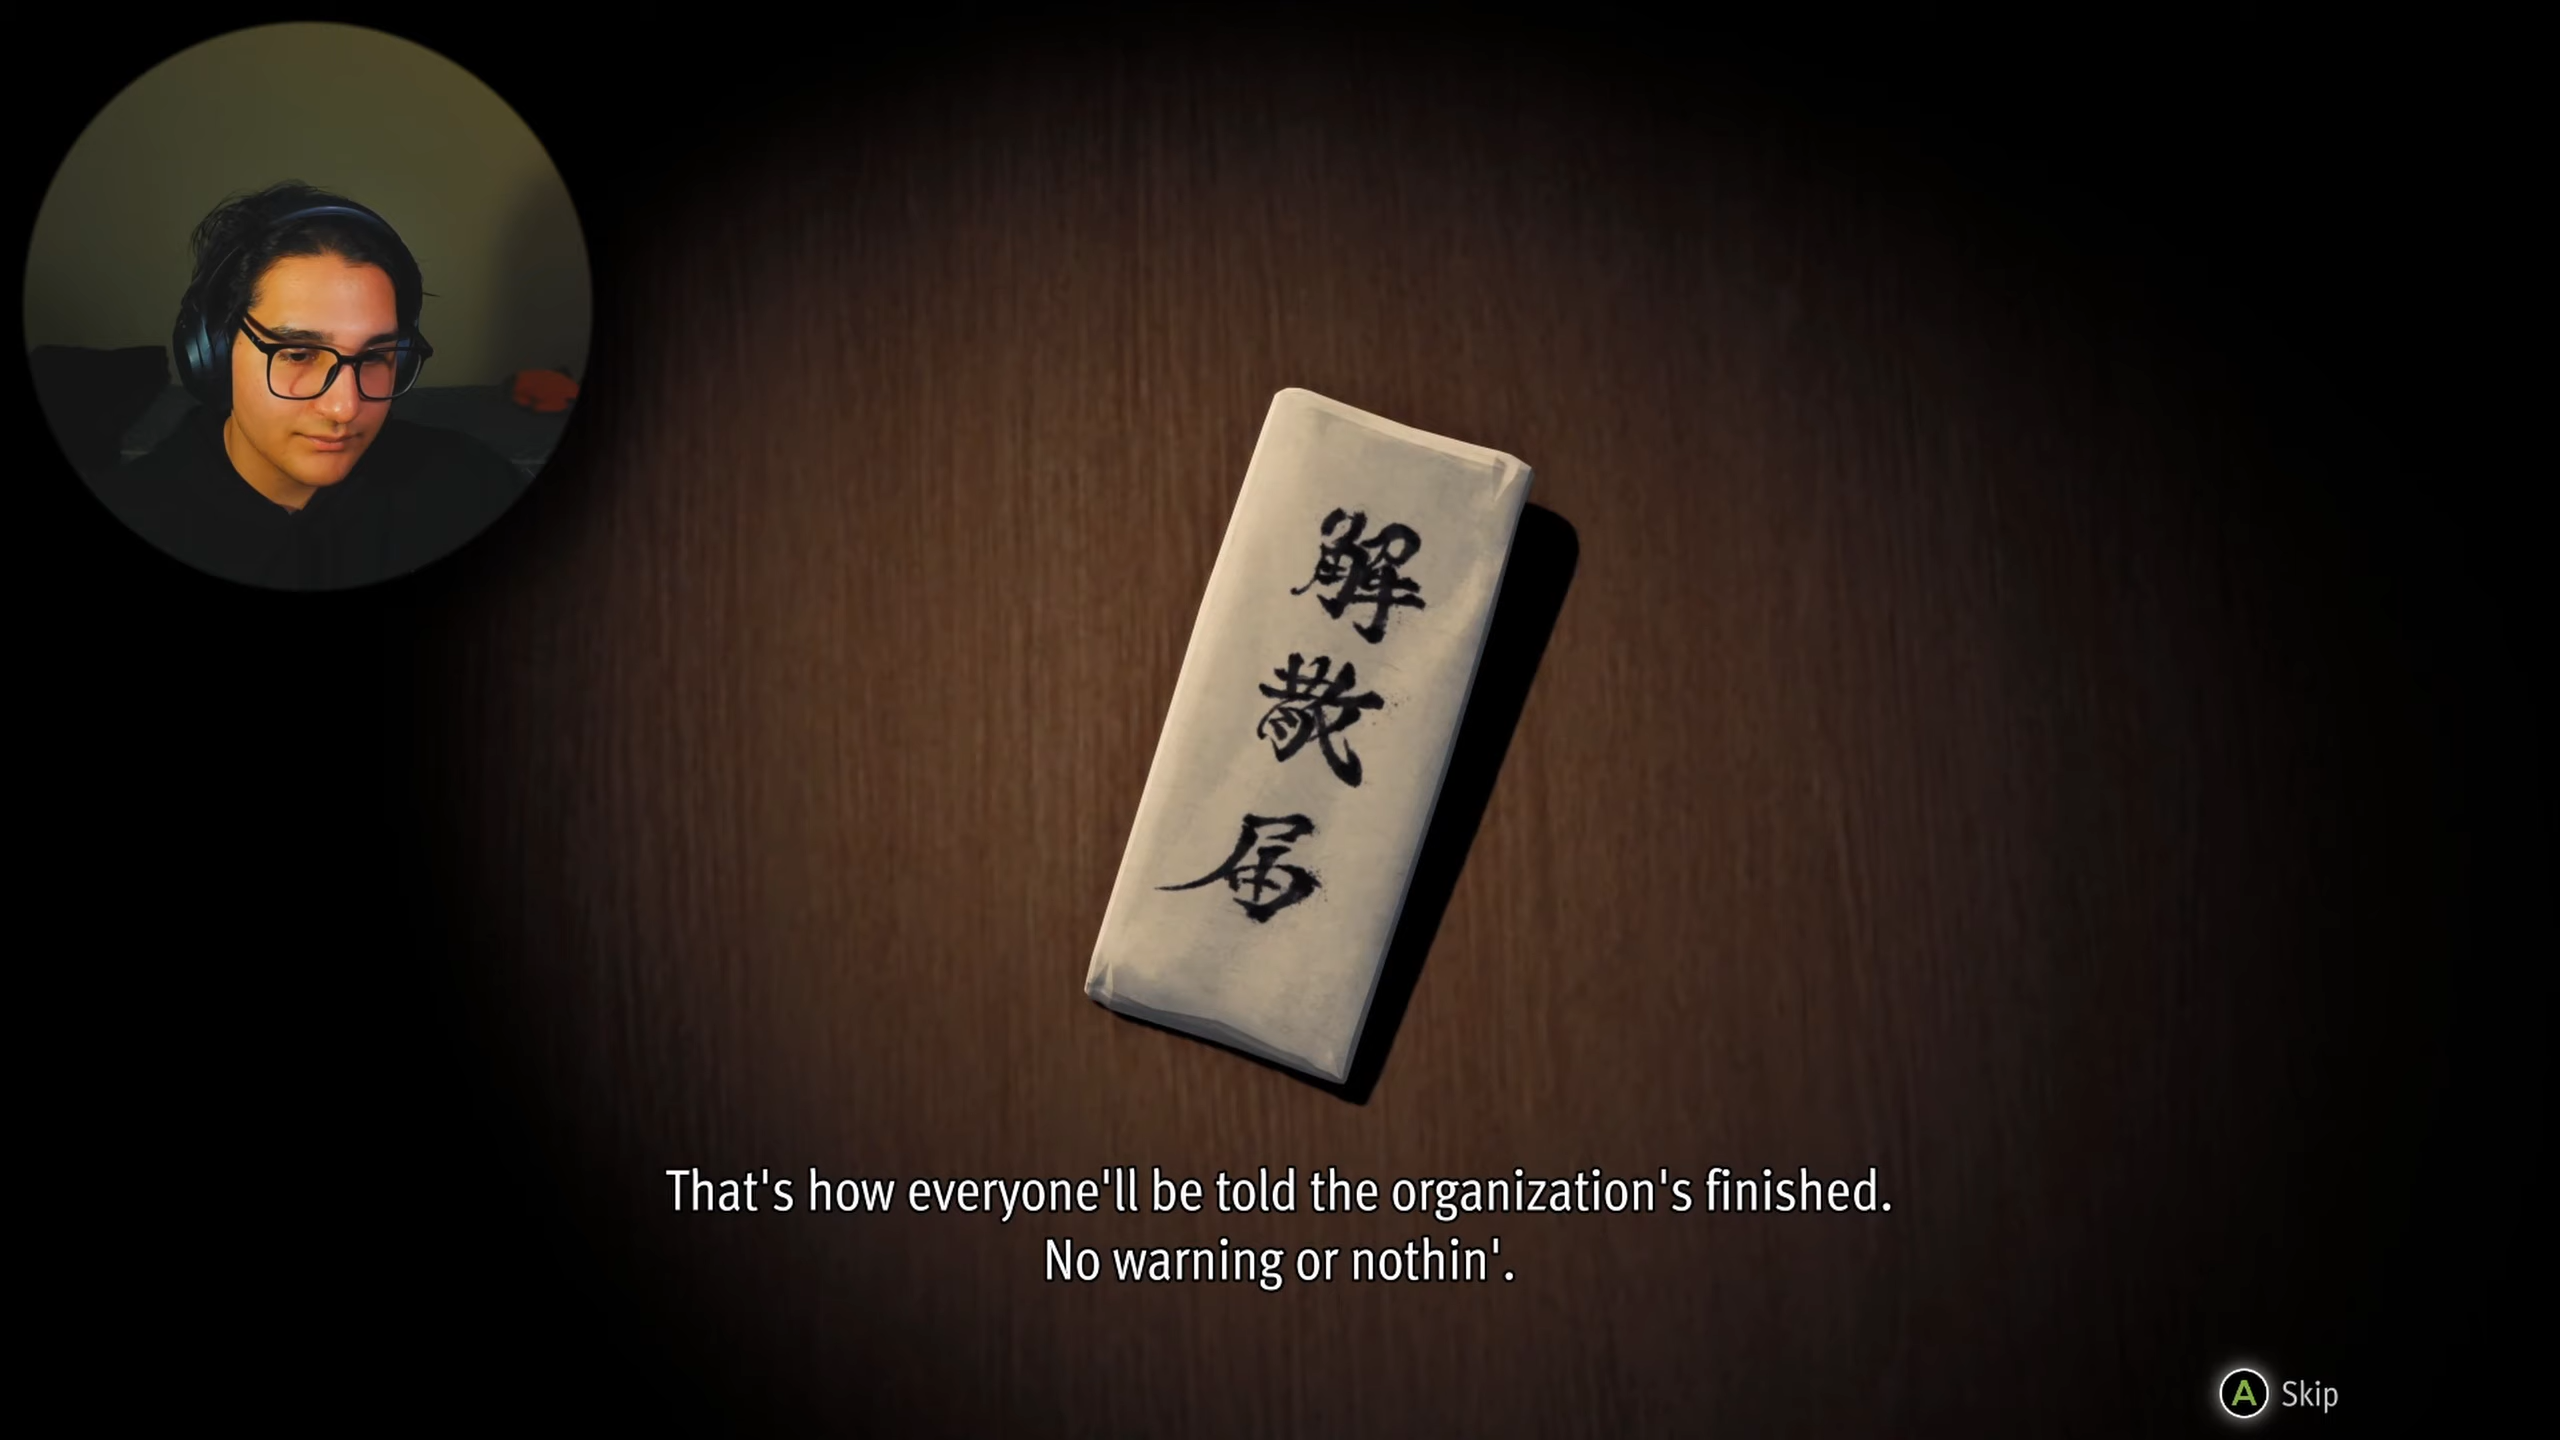 解散届
That's how everyone'll be told the organization's finished.
No warning or nothin'.
A Skip